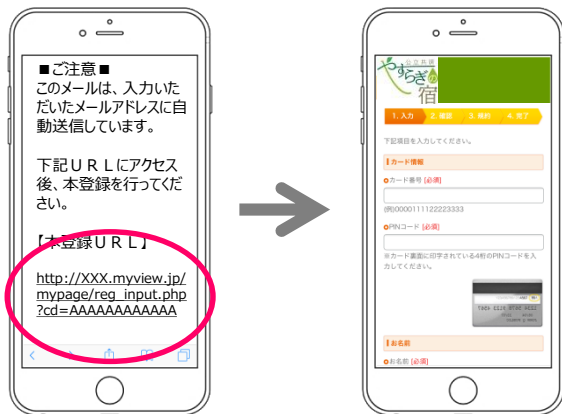 ■ご注意■
このメールは、入力いた
だいたメールアドレスに自
動送信しています。
下記ＵＲＬにアクセス
後、本登録を行ってくだ
さい。
【本登録ＵＲＬ】
http://XXX.myview.jp/
mypage/reg_input.php
?cd=AAAAAAAAAAAA
公立共済
やすらぎの
宿
1. 入力
2. 確認
3. 規約
4. 完了
下記項目を入力してください。
カード情報
カード番号 [必須]
(例)0000111122223333
PINコード [必須]
※カード裏面に印字されている4桁のPINコードを入
力してください。
お名前
お名前 [必須]